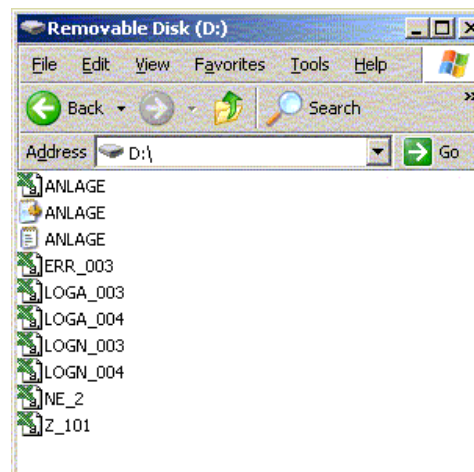 Removable Disk (D:)
File Edit View Favorites Tools Help
Back Search »
Address D:\ Go
ANLAGE
ANLAGE
ANLAGE
ERR_003
LOGA_003
LOGA_004
LOGN_003
LOGN_004
NE_2
Z_101